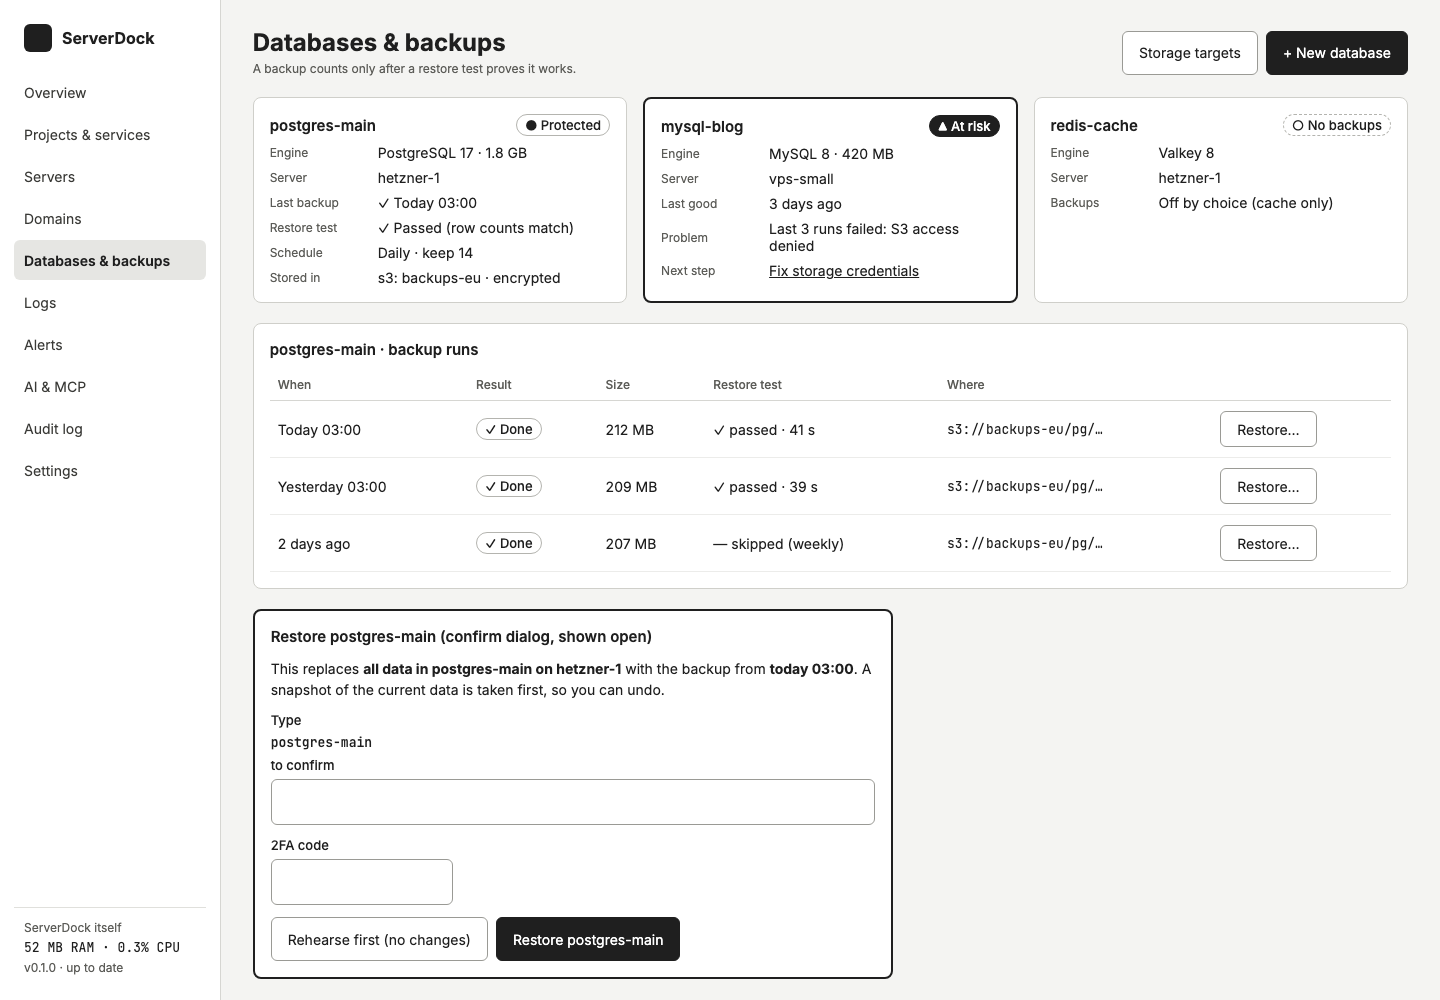 ServerDock
Overview
Projects & services
Servers
Domains
Databases & backups
Logs
Alerts
AI & MCP
Audit log
Settings
ServerDock itself
52 MB RAM · 0.3% CPU
v0.1.0 · up to date
Databases & backups
A backup counts only after a restore test proves it works.
Storage targets
+ New database
postgres-main
● Protected
Engine PostgreSQL 17 · 1.8 GB
Server hetzner-1
Last backup ✓ Today 03:00
Restore test ✓ Passed (row counts match)
Schedule Daily · keep 14
Stored in s3: backups-eu · encrypted
mysql-blog
▲ At risk
Engine MySQL 8 · 420 MB
Server vps-small
Last good 3 days ago
Problem Last 3 runs failed: S3 access
denied
Next step Fix storage credentials
redis-cache
○ No backups
Engine Valkey 8
Server hetzner-1
Backups Off by choice (cache only)
postgres-main · backup runs
When Result Size Restore test Where
Today 03:00 ✓ Done 212 MB ✓ passed · 41 s s3://backups-eu/pg/… Restore…
Yesterday 03:00 ✓ Done 209 MB ✓ passed · 39 s s3://backups-eu/pg/… Restore…
2 days ago ✓ Done 207 MB — skipped (weekly) s3://backups-eu/pg/… Restore…
Restore postgres-main (confirm dialog, shown open)
This replaces all data in postgres-main on hetzner-1 with the backup from today 03:00. A
snapshot of the current data is taken first, so you can undo.
Type
postgres-main
to confirm
2FA code
Rehearse first (no changes)
Restore postgres-main